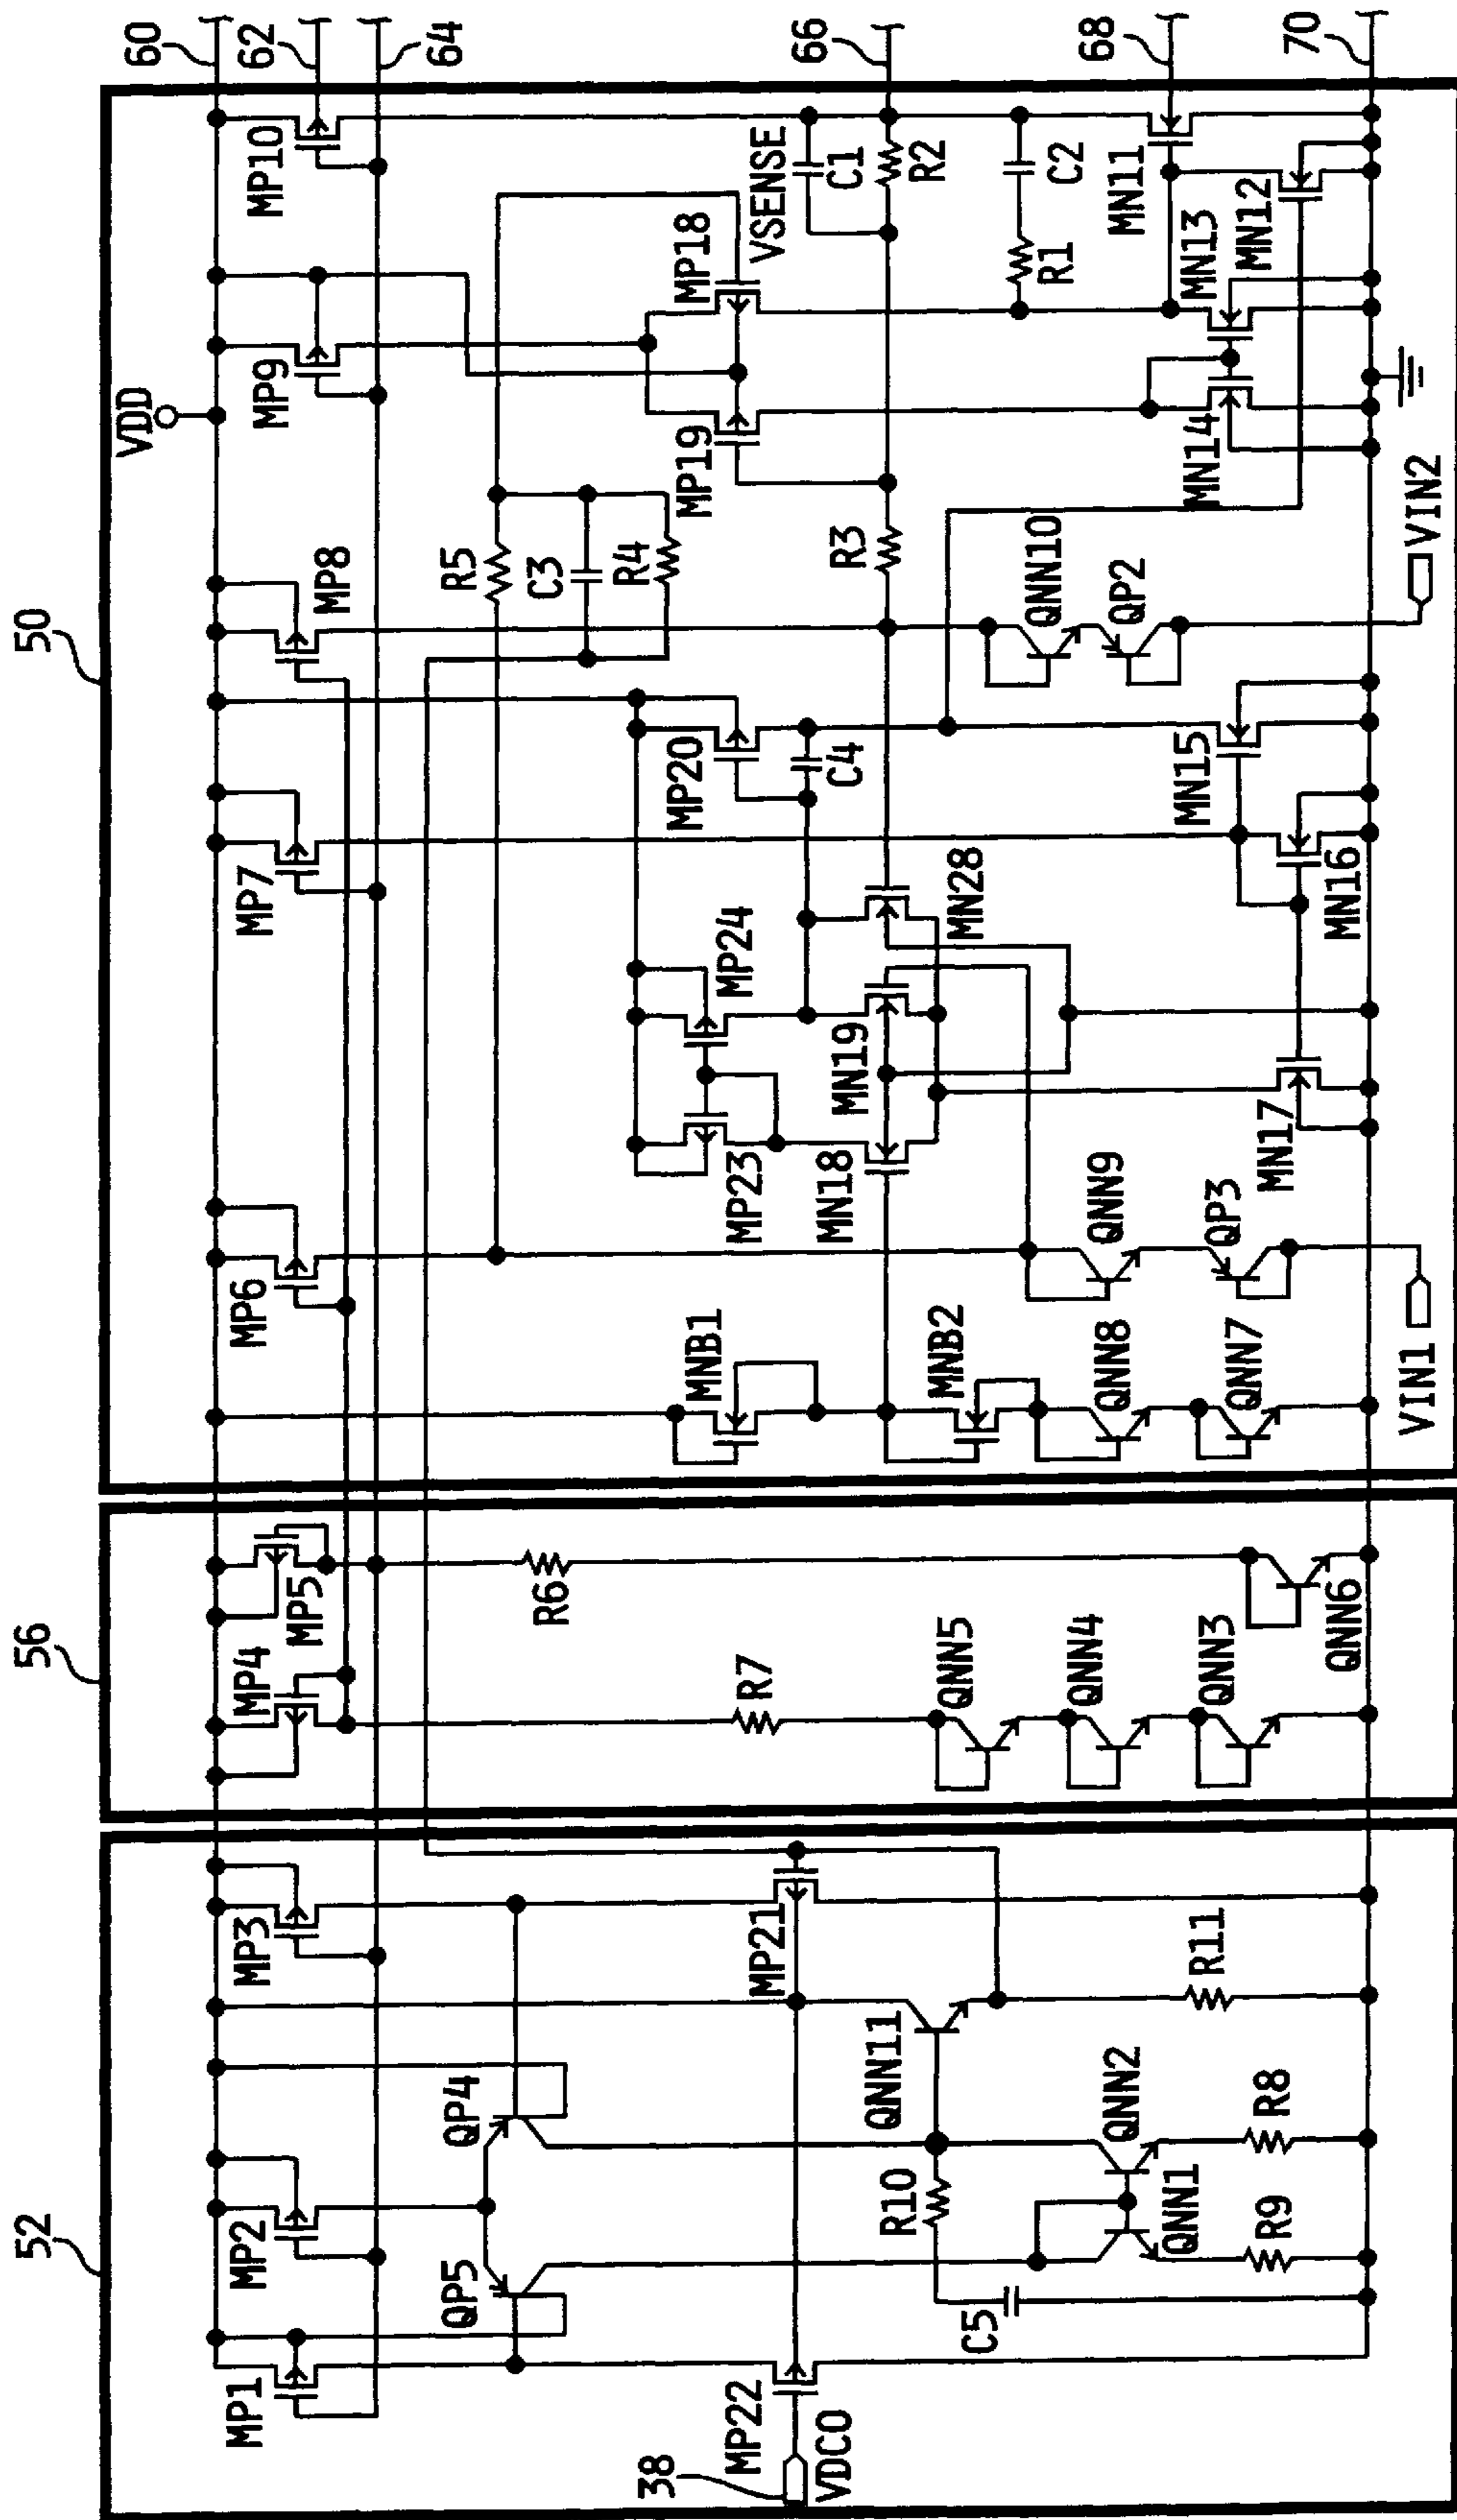 52
56
50
VDD
60
62
64
66
68
70
MP1
MP2
MP3
MP4
MP5
MP6
MP7
MP8
MP9
MP10
QP5
QP4
R6
R5
C3
R4
38
VDCO
MP22
MP21
R7
MNB1
MP23
MP24
MP20
C4
MP19
MP18
VSENSE
C1
R2
R3
MN18
MN19
MN28
R10
C5
QNN11
QNN5
QNN4
QNN3
MNB2
QNN8
QNN7
QNN9
QP3
QNN10
QP2
R1
C2
QNN1
QNN2
R9
R8
R11
QNN6
MN17
MN16
MN15
MN14
MN13
MN12
MN11
VIN1
VIN2